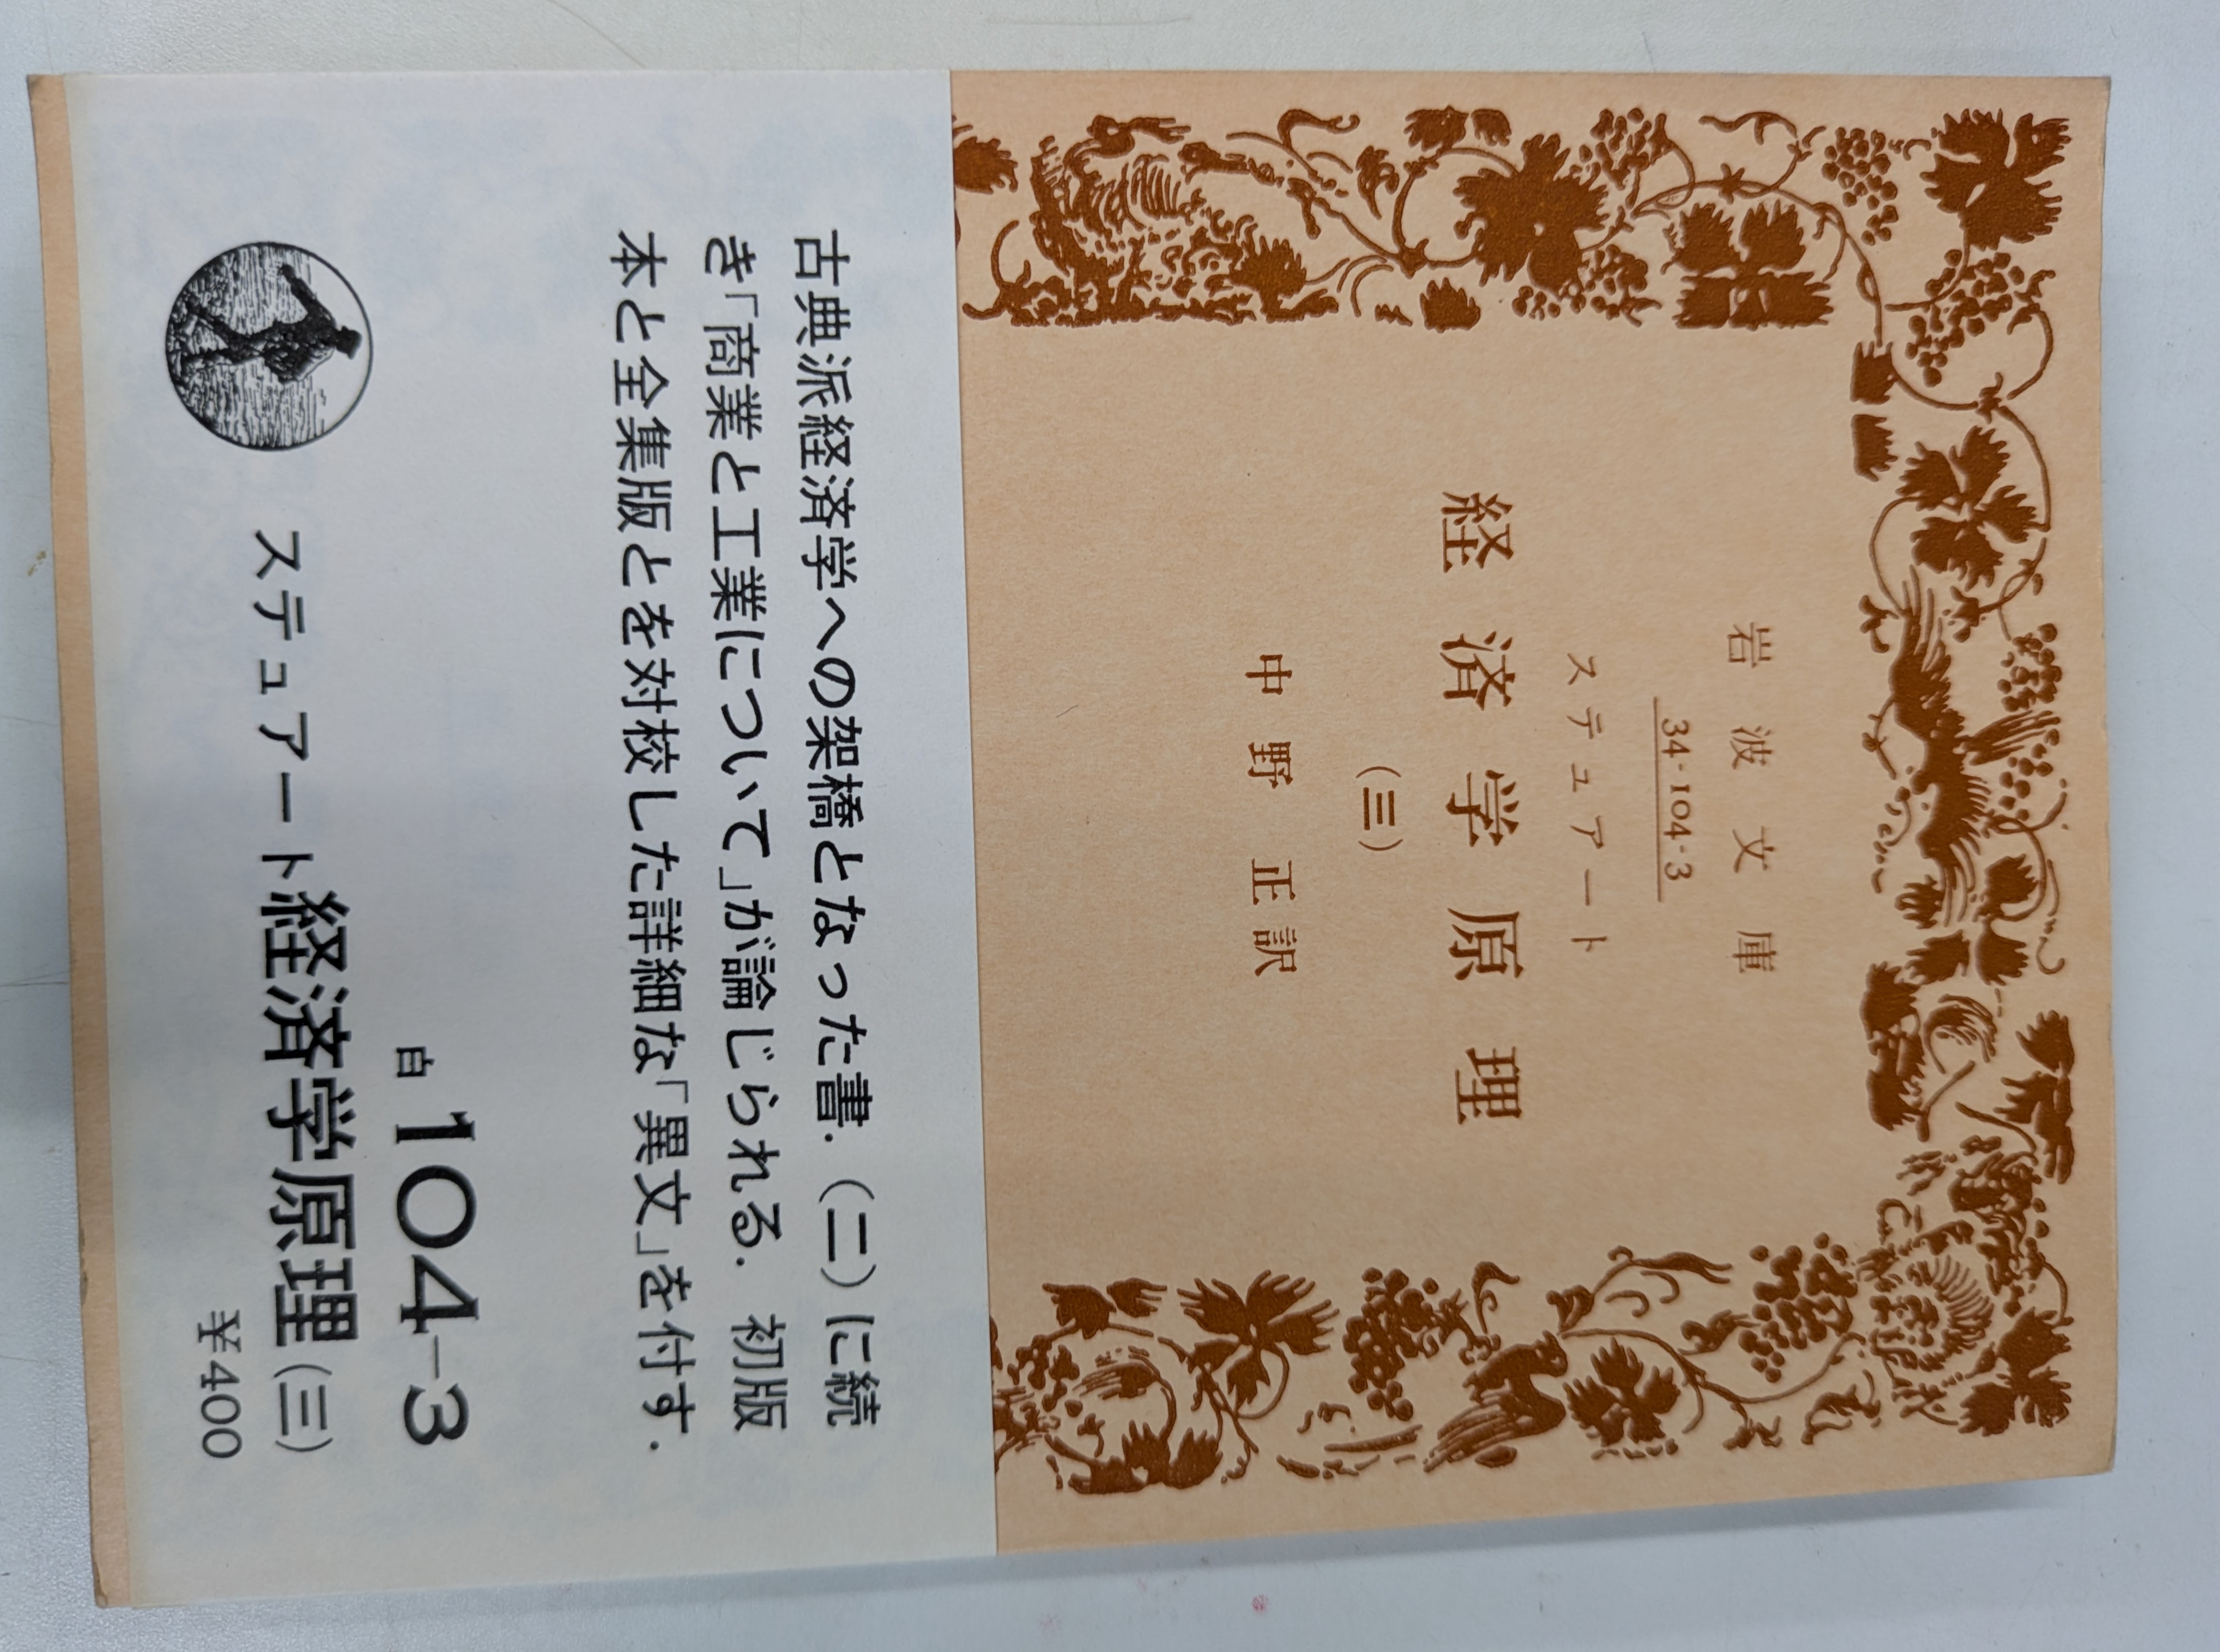 岩波文庫
34-104-3
ステュアート
経済学原理
(三)
中野正訳
古典派経済学への架橋となった書.(二)に続
き「商業と工業について」が論じられる. 初版
本と全集版とを対校した詳細な「異文」を付す.
白 104-3
ステュアート経済学原理(三)
¥400